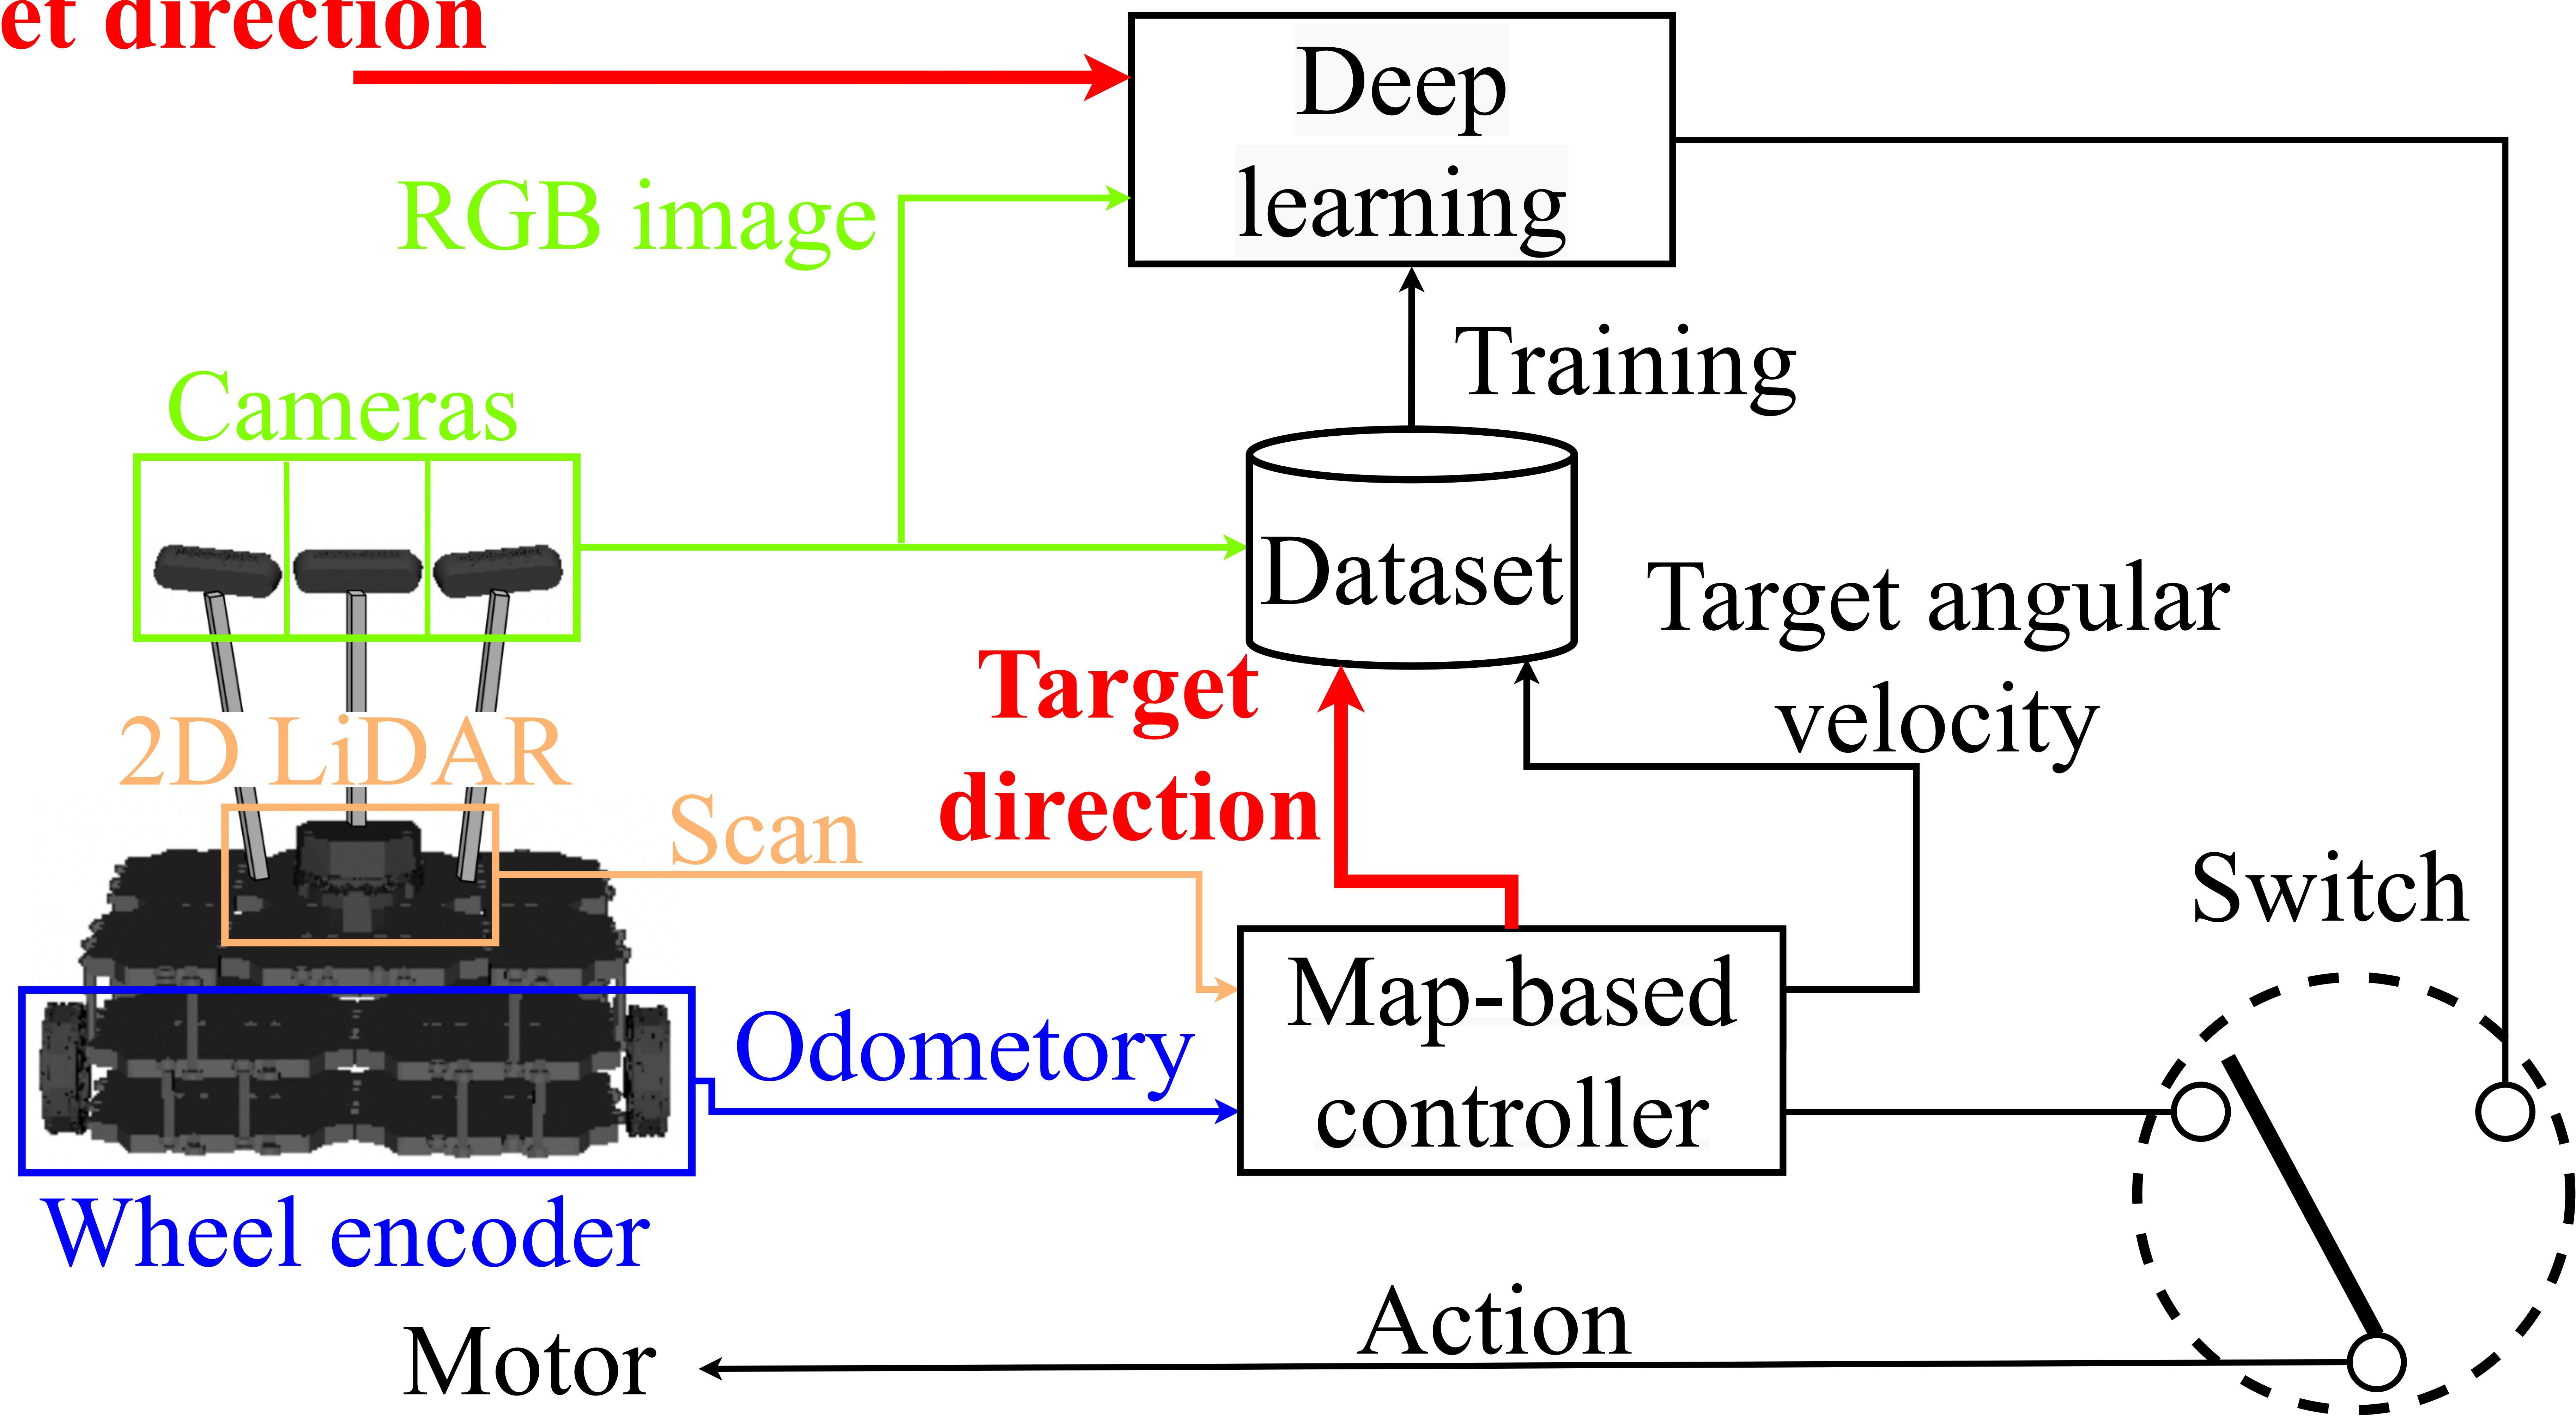 et direction
Deep
learning
RGB image
Training
Cameras
Dataset
Target angular
velocity
Target
direction
2D LiDAR
Scan
Switch
Map-based
controller
Odometory
Wheel encoder
Action
Motor